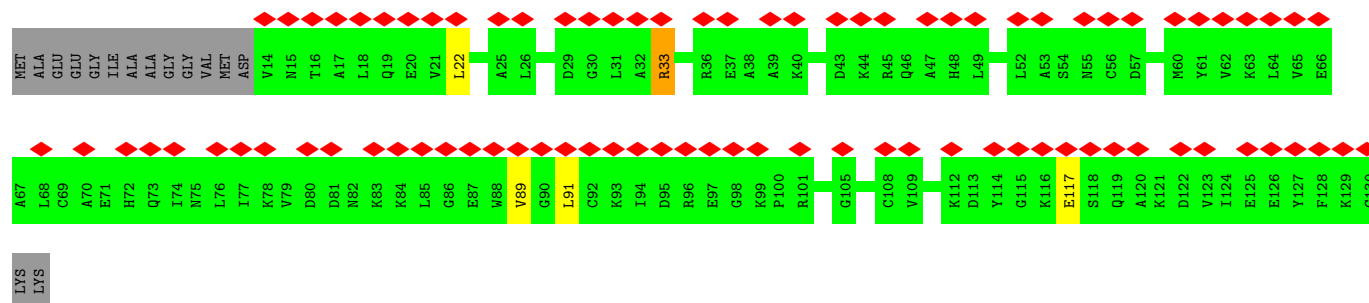 MET ALA GLU GLU GLY ILE ALA ALA GLY GLY VAL MET ASP V14 N15 T16 A17 L18 Q19 E20 V21 L22 A25 L26 D29 G30 L31 A32 R33 R36 E37 A38 A39 K40 D43 K44 R45 Q46 A47 H48 L49 L52 A53 S54 N55 C56 D57 M60 Y61 V62 K63 L64 V65 E66
A67 L68 C69 A70 E71 H72 Q73 I74 N75 L76 I77 K78 V79 D80 D81 N82 K83 K84 L85 G86 E87 W88 V89 G90 L91 C92 K93 I94 D95 R96 E97 G98 K99 P100 R101 G105 C108 V109 K112 D113 Y114 G115 K116 E117 S118 Q119 A120 K121 D122 V123 I124 E125 E126 Y127 F128 K129
LYS LYS